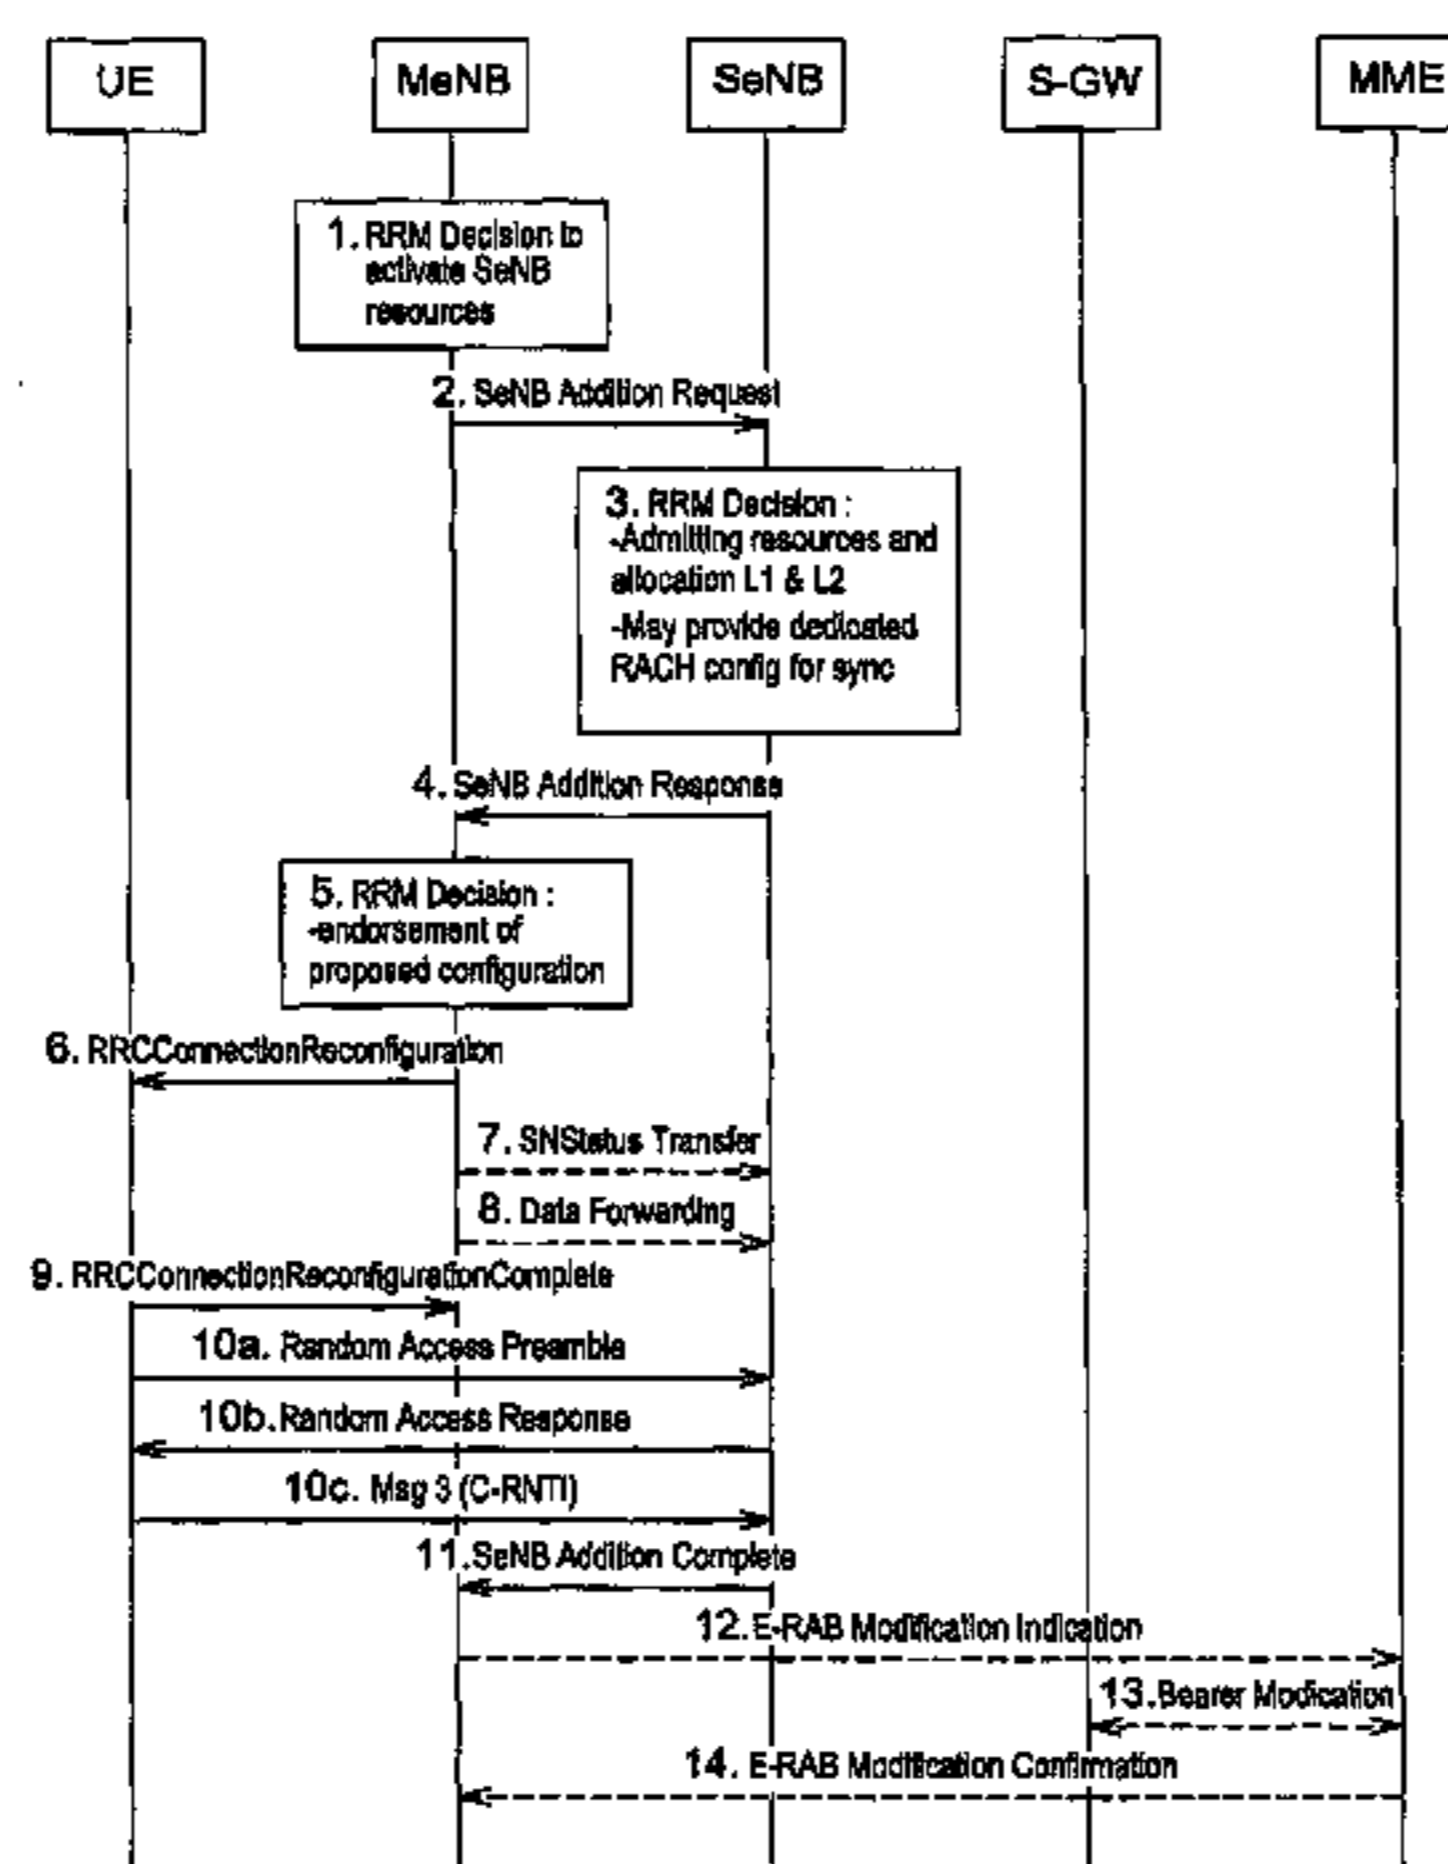 UE
MeNB
SeNB
S-GW
MME
1. RRM Decision to
activate SeNB
resources
2. SeNB Addition Request
3. RRM Decision :
-Admitting resources and
allocation L1 & L2
-May provide dedicated
RACH config for sync
4. SeNB Addition Response
5. RRM Decision :
-endorsement of
proposed configuration
6. RRCConnectionReconfiguration
7. SNStatus Transfer
8. Data Forwarding
9. RRCConnectionReconfigurationComplete
10a. Random Access Preamble
10b. Random Access Response
10c. Msg 3 (C-RNTI)
11. SeNB Addition Complete
12. E-RAB Modification Indication
13. Bearer Modication
14. E-RAB Modification Confirmation